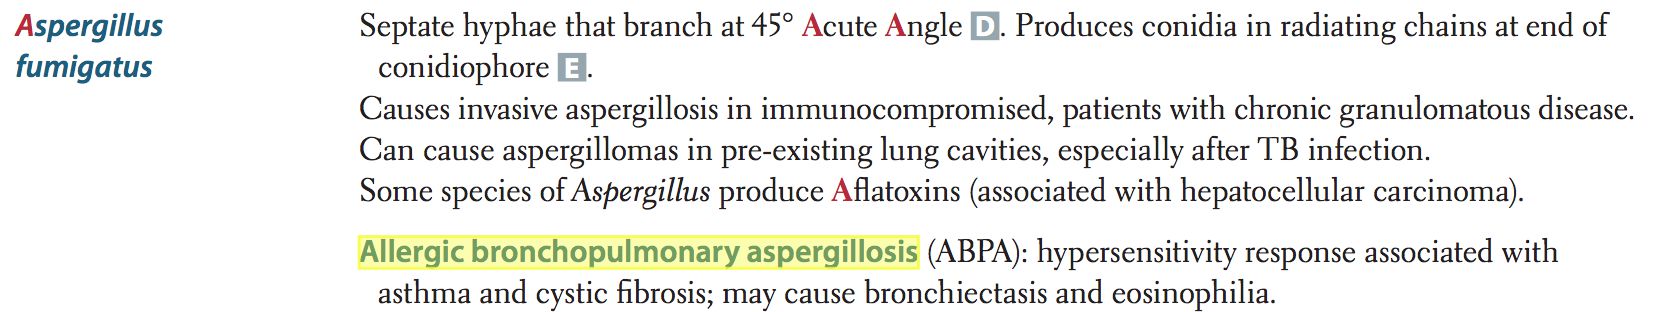 Aspergillus
fumigatus
Septate hyphae that branch at 45° Acute Angle D. Produces conidia in radiating chains at end of
conidiophore E.
Causes invasive aspergillosis in immunocompromised, patients with chronic granulomatous disease.
Can cause aspergillomas in pre-existing lung cavities, especially after TB infection.
Some species of Aspergillus produce Aflatoxins (associated with hepatocellular carcinoma).
Allergic bronchopulmonary aspergillosis (ABPA): hypersensitivity response associated with
asthma and cystic fibrosis; may cause bronchiectasis and eosinophilia.